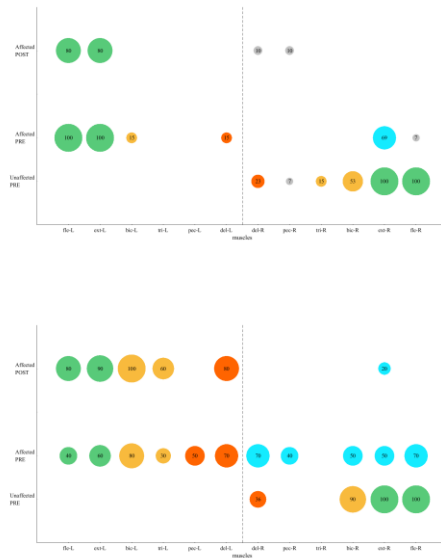 Affected
POST
80 80 10 10
Affected
PRE
100 100 15 15 69 7
Unaffected
PRE
23 7 15 53 100 100
fle-L ext-L bic-L tri-L pec-L del-L del-R pec-R tri-R bic-R ext-R fle-R
muscles
Affected
POST
80 90 100 60 80 20
Affected
PRE
40 60 80 30 50 70 70 40 50 50 70
Unaffected
PRE
90 100 100
fle-L ext-L bic-L tri-L pec-L del-L del-R pec-R tri-R bic-R ext-R fle-R
muscles